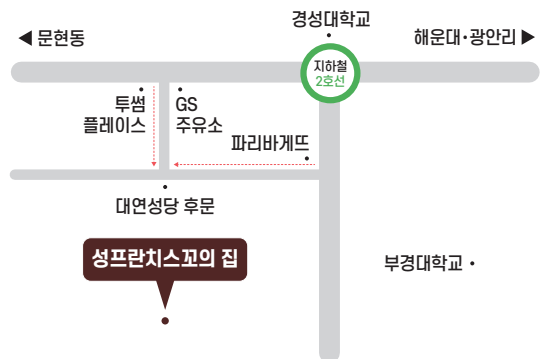 경성대학교
◀ 문현동
해운대·광안리 ▶
지하철
2호선
투썸
플레이스
GS
주유소
파리바게뜨
대연성당 후문
성프란치스꼬의 집
부경대학교